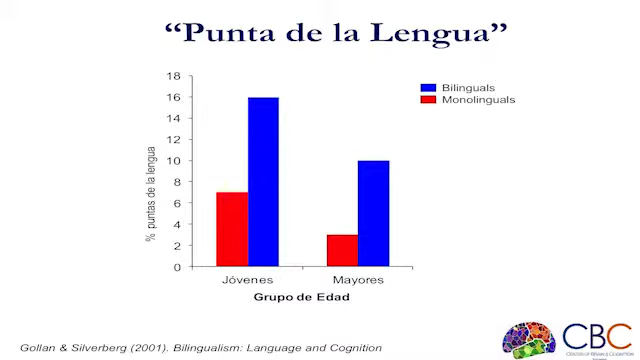 “Punta de la Lengua”
18
16
14
12
10
8
6
4
2
0
% puntas de la lengua
Bilinguals
Monolinguals
Jóvenes
Mayores
Grupo de Edad
Gollan & Silverberg (2001). Bilingualism: Language and Cognition
CBC